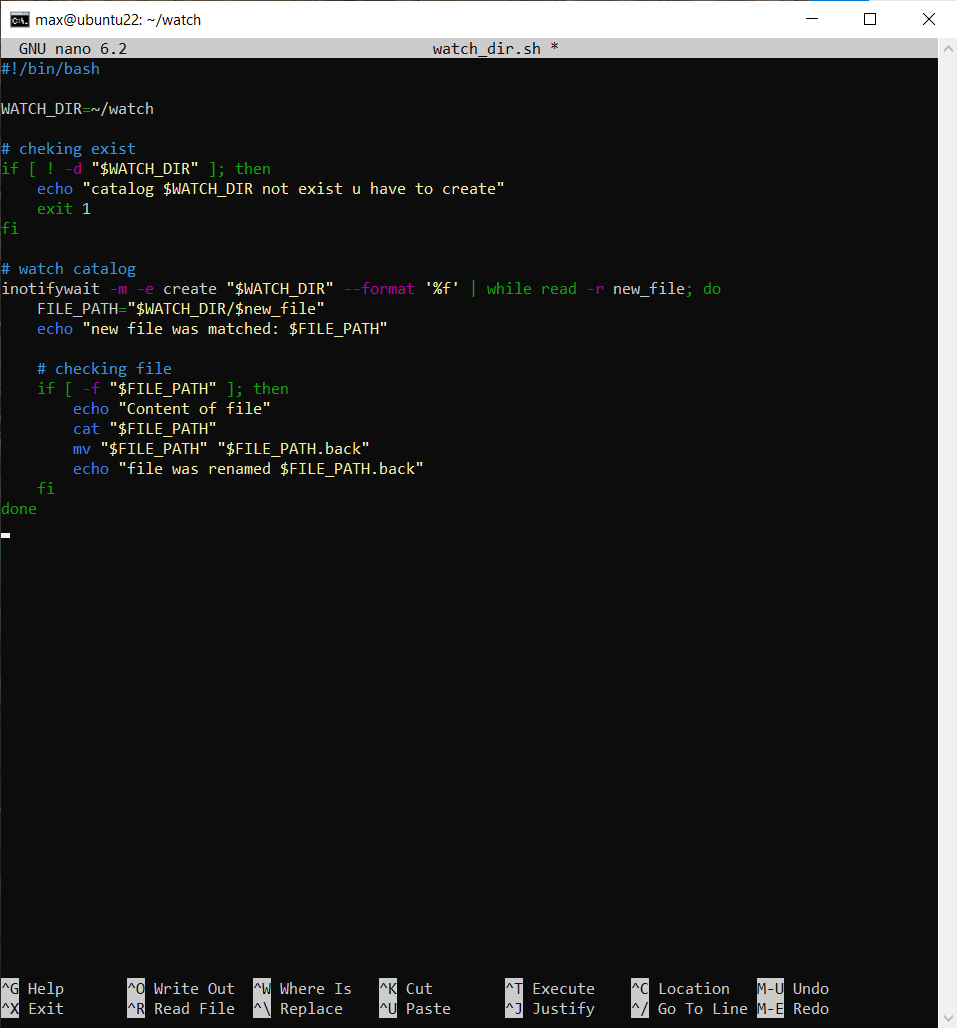 max@ubuntu22: ~/watch
GNU nano 6.2 watch_dir.sh *
#!/bin/bash
WATCH_DIR=~/watch
# cheking exist
if [ ! -d "$WATCH_DIR" ]; then
    echo "catalog $WATCH_DIR not exist u have to create"
    exit 1
fi
# watch catalog
inotifywait -m -e create "$WATCH_DIR" --format '%f' | while read -r new_file; do
    FILE_PATH="$WATCH_DIR/$new_file"
    echo "new file was matched: $FILE_PATH"
    # checking file
    if [ -f "$FILE_PATH" ]; then
        echo "Content of file"
        cat "$FILE_PATH"
        mv "$FILE_PATH" "$FILE_PATH.back"
        echo "file was renamed $FILE_PATH.back"
    fi
done
^G Help ^O Write Out ^W Where Is ^K Cut ^T Execute ^C Location M-U Undo
^X Exit ^R Read File ^\ Replace ^U Paste ^J Justify ^/ Go To Line M-E Redo